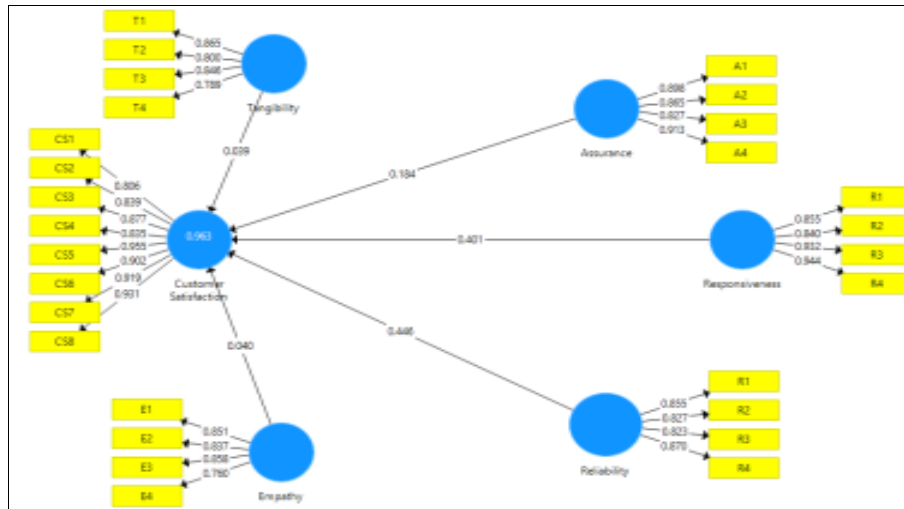 T1
0.865
T2
0.800
T3
0.846
T4
0.789
Tangibility
0.039
A1
0.898
A2
0.865
A3
0.827
A4
0.913
Assurance
0.184
CS1
0.806
CS2
0.839
CS3
0.877
CS4
0.835
CS5
0.955
CS6
0.902
CS7
0.919
CS8
0.931
0.963
Customer
Satisfaction
0.401
R1
0.855
R2
0.840
R3
0.932
R4
0.944
Responsiveness
0.446
0.040
E1
0.851
E2
0.837
E3
0.858
E4
0.760
Empathy
R1
0.855
R2
0.827
R3
0.823
R4
0.870
Reliability